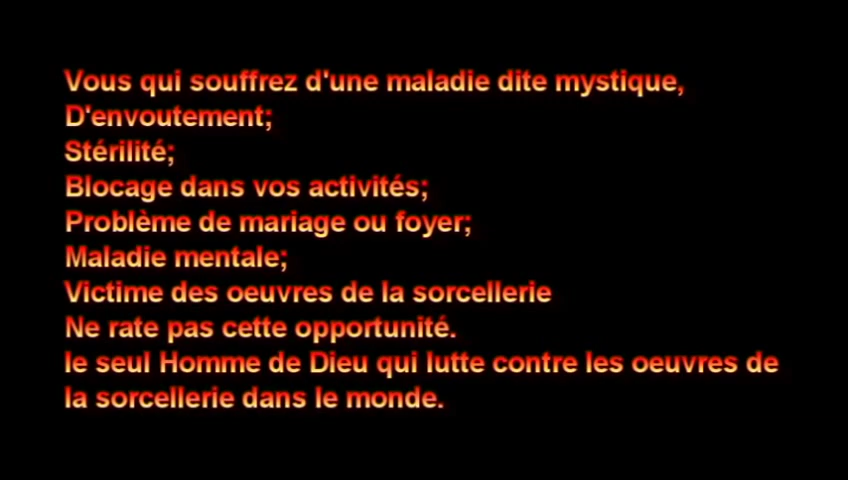 Vous qui souffrez d'une maladie dite mystique,
D'envoutement;
Stérilité;
Blocage dans vos activités;
Problème de mariage ou foyer;
Maladie mentale;
Victime des oeuvres de la sorcellerie
Ne rate pas cette opportunité.
le seul Homme de Dieu qui lutte contre les oeuvres de
la sorcellerie dans le monde.